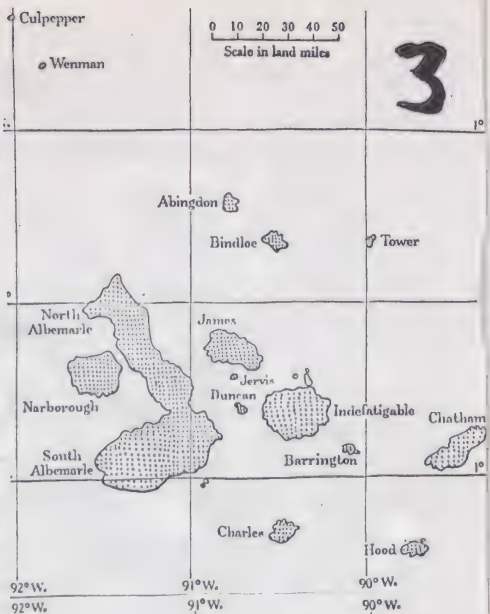 Culpepper
Wenman
0 10 20 30 40 50
Scale in land miles
3
1°
Abingdon
Bindloe
Tower
North
Albemarle
James
Jervis
Duncan
Narborough
Indefatigable
Chatham
South
Albemarle
Barrington
1°
Charles
Hood
92°W. 91°W. 90°W.
92°W. 91°W. 90°W.